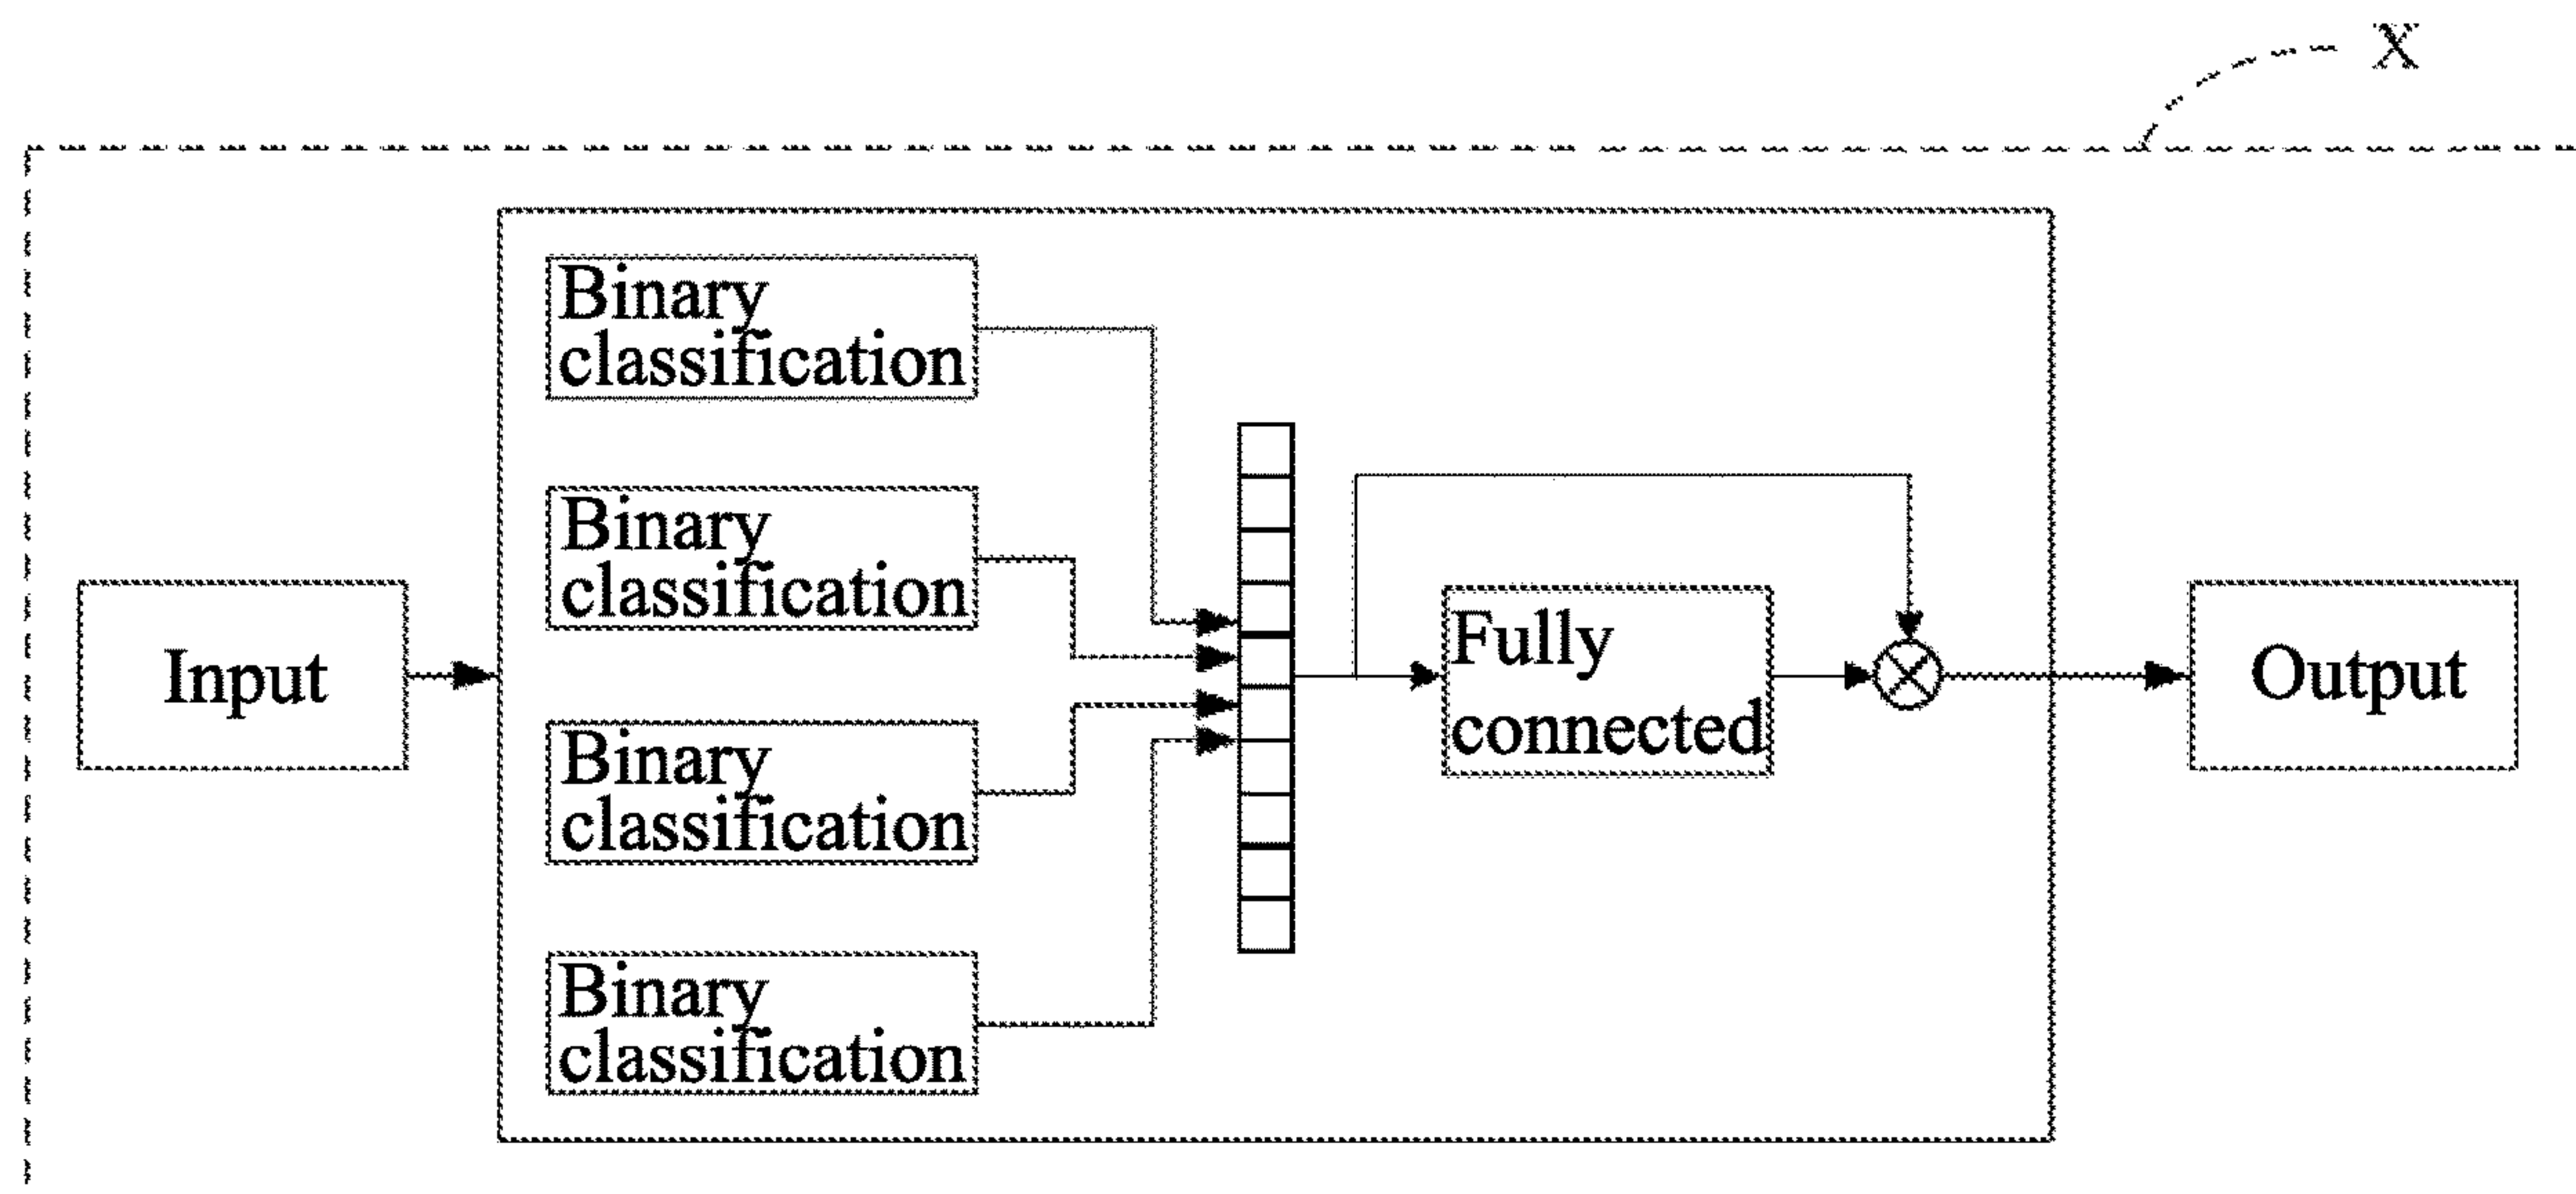 X
Binary
classification
Binary
classification
Input
Fully
connected
Output
Binary
classification
Binary
classification